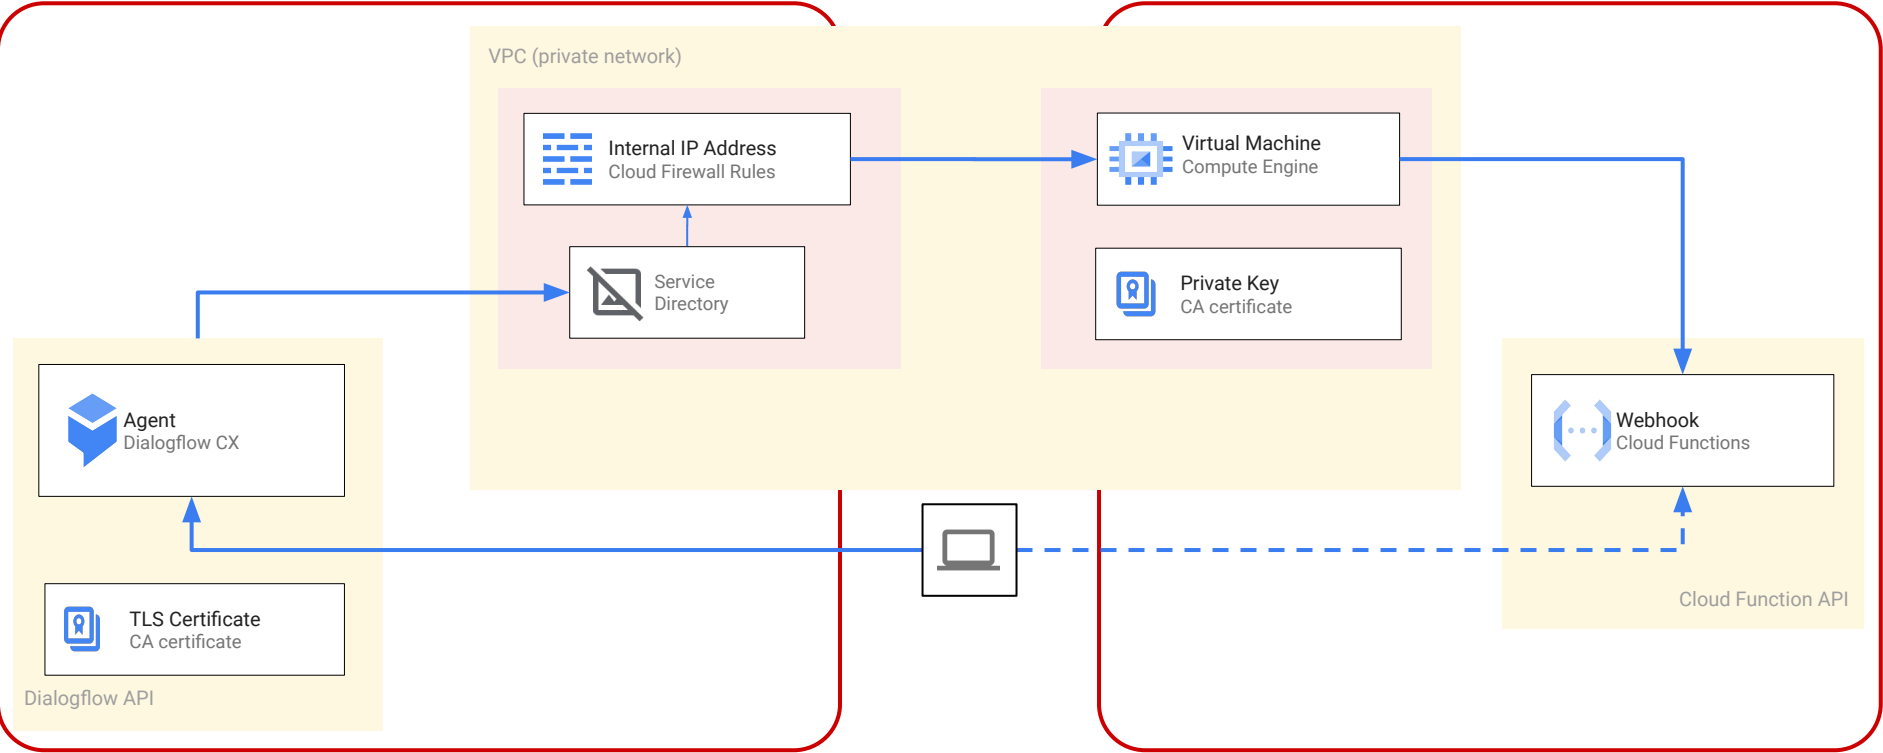 VPC (private network)
Internal IP Address
Cloud Firewall Rules
Virtual Machine
Compute Engine
Service
Directory
Private Key
CA certificate
Agent
Dialogflow CX
Webhook
Cloud Functions
TLS Certificate
CA certificate
Cloud Function API
Dialogflow API